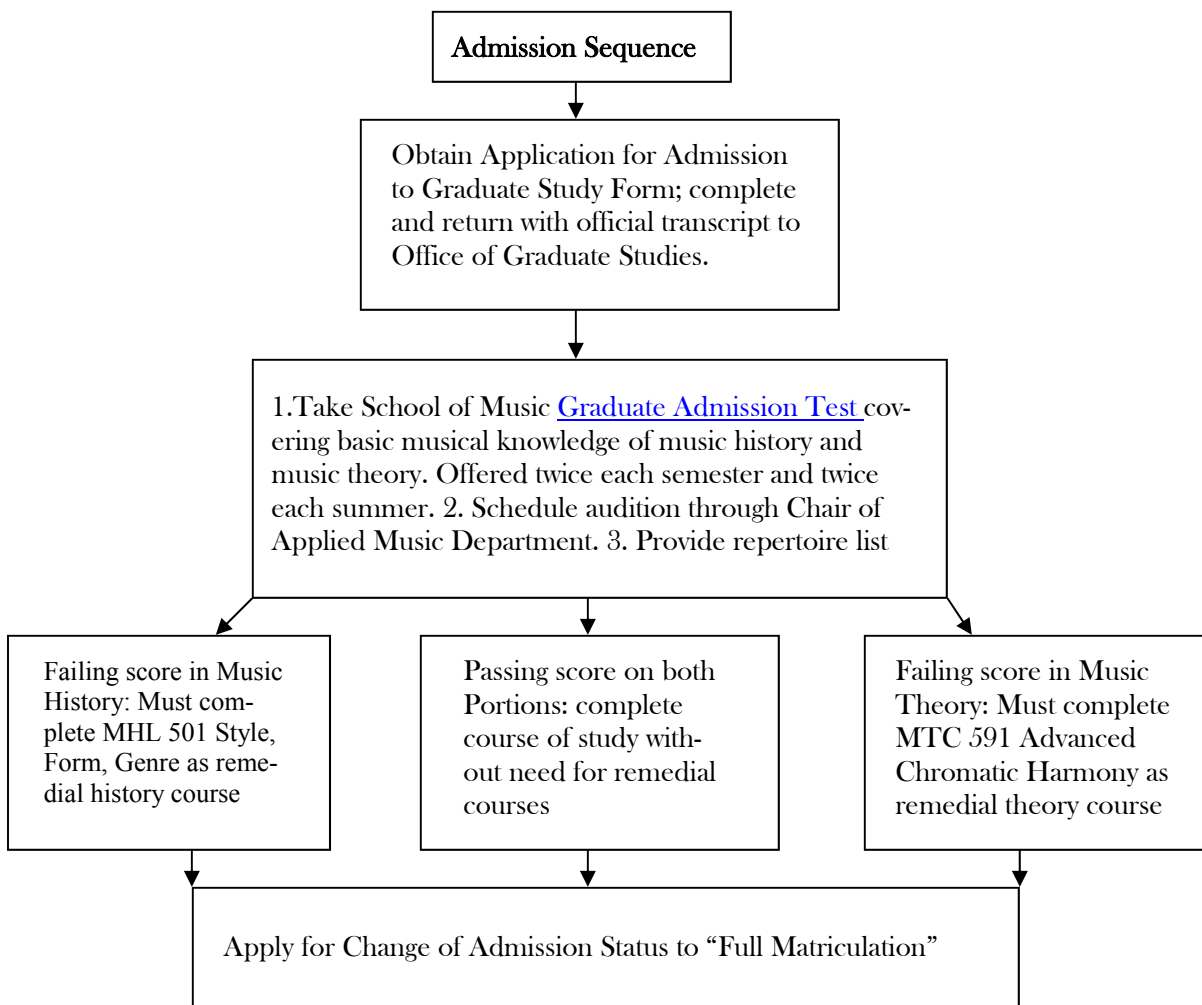 Admission Sequence
Obtain Application for Admission
to Graduate Study Form; complete
and return with official transcript to
Office of Graduate Studies.
1.Take School of Music Graduate Admission Test cov-
ering basic musical knowledge of music history and
music theory. Offered twice each semester and twice
each summer. 2. Schedule audition through Chair of
Applied Music Department. 3. Provide repertoire list
Failing score in Music
History: Must com-
plete MHL 501 Style,
Form, Genre as reme-
dial history course
Passing score on both
Portions: complete
course of study with-
out need for remedial
courses
Failing score in Music
Theory: Must complete
MTC 591 Advanced
Chromatic Harmony as
remedial theory course
Apply for Change of Admission Status to “Full Matriculation”